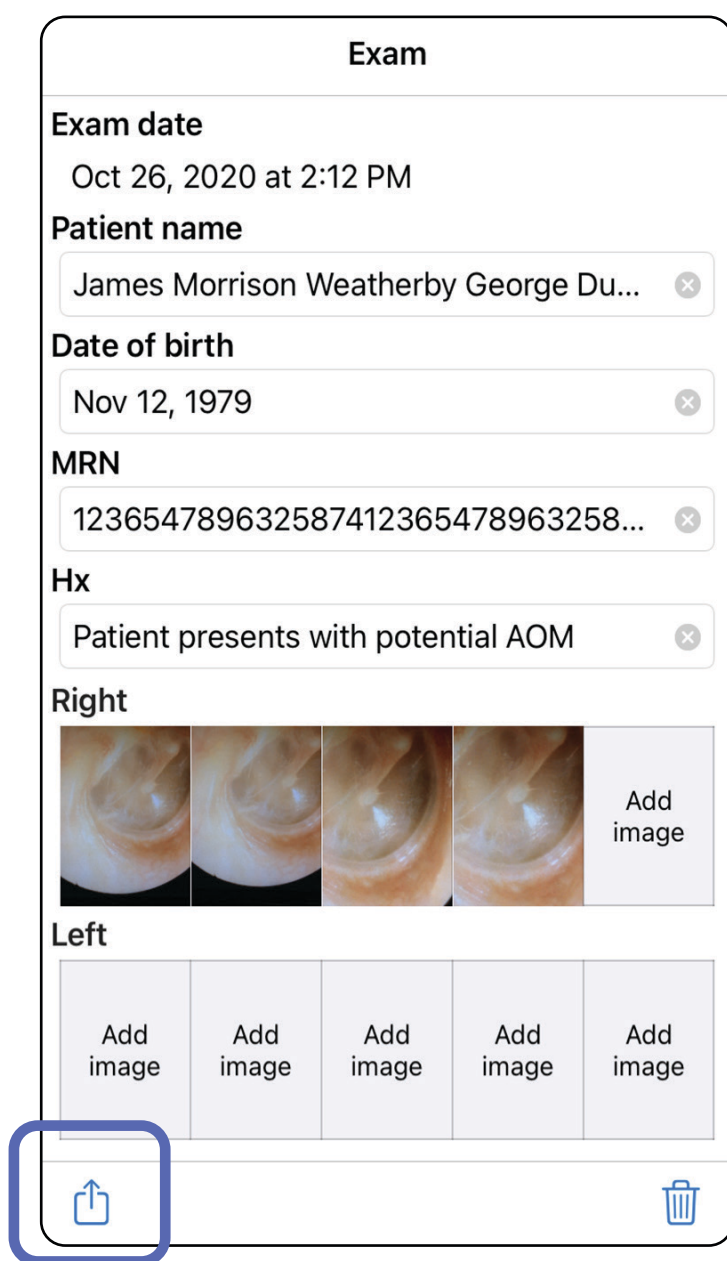 Exam
Exam date
Oct 26, 2020 at 2:12 PM
Patient name
James Morrison Weatherby George Du...
Date of birth
Nov 12, 1979
MRN
12365478963258741236547896325​8...
Hx
Patient presents with potential AOM
Right
Add
image
Left
Add
image
Add
image
Add
image
Add
image
Add
image